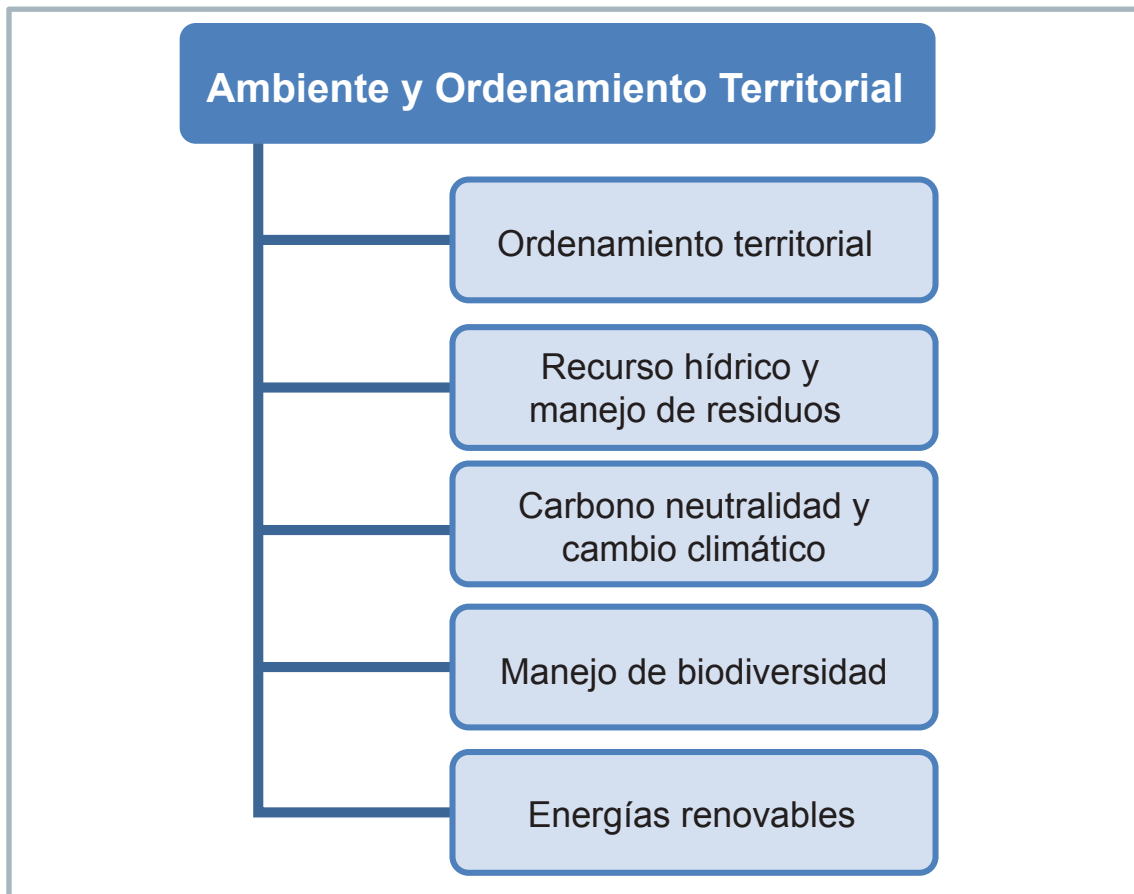 Ambiente y Ordenamiento Territorial
Ordenamiento territorial
Recurso hídrico y
manejo de residuos
Carbono neutralidad y
cambio climático
Manejo de biodiversidad
Energías renovables